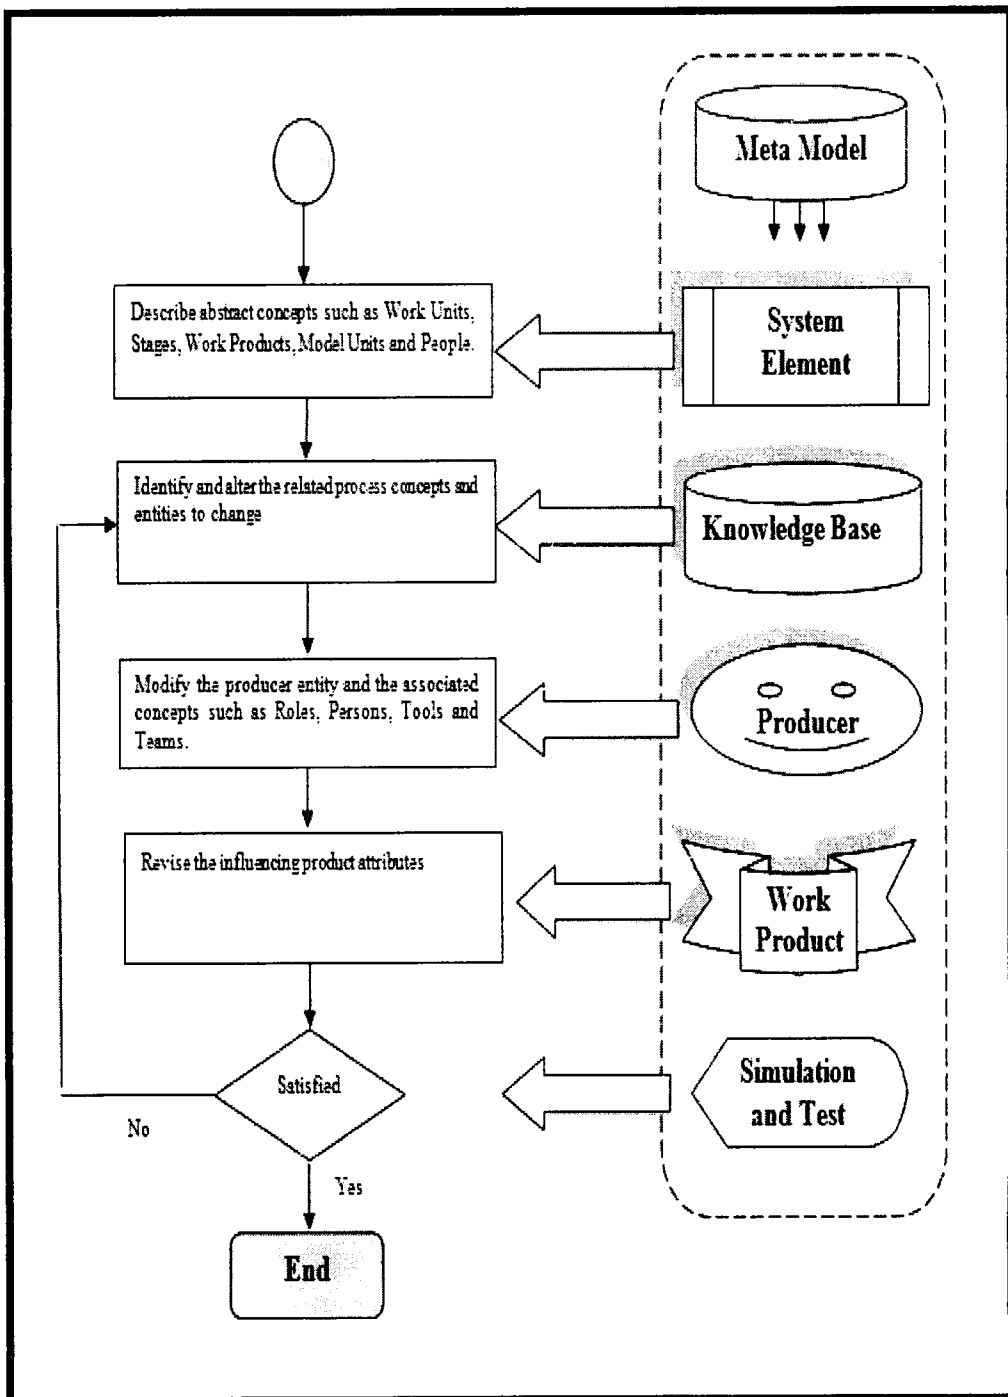 Meta Model
Describe abstract concepts such as Work Units,
Stages, Work Products, Model Units and People.
System
Element
Identify and alter the related process concepts and
entities to change
Knowledge Base
Modify the producer entity and the associated
concepts such as Roles, Persons, Tools and
Teams.
Producer
Revise the influencing product attributes
Work
Product
Satisfied
Simulation
and Test
No
Yes
End